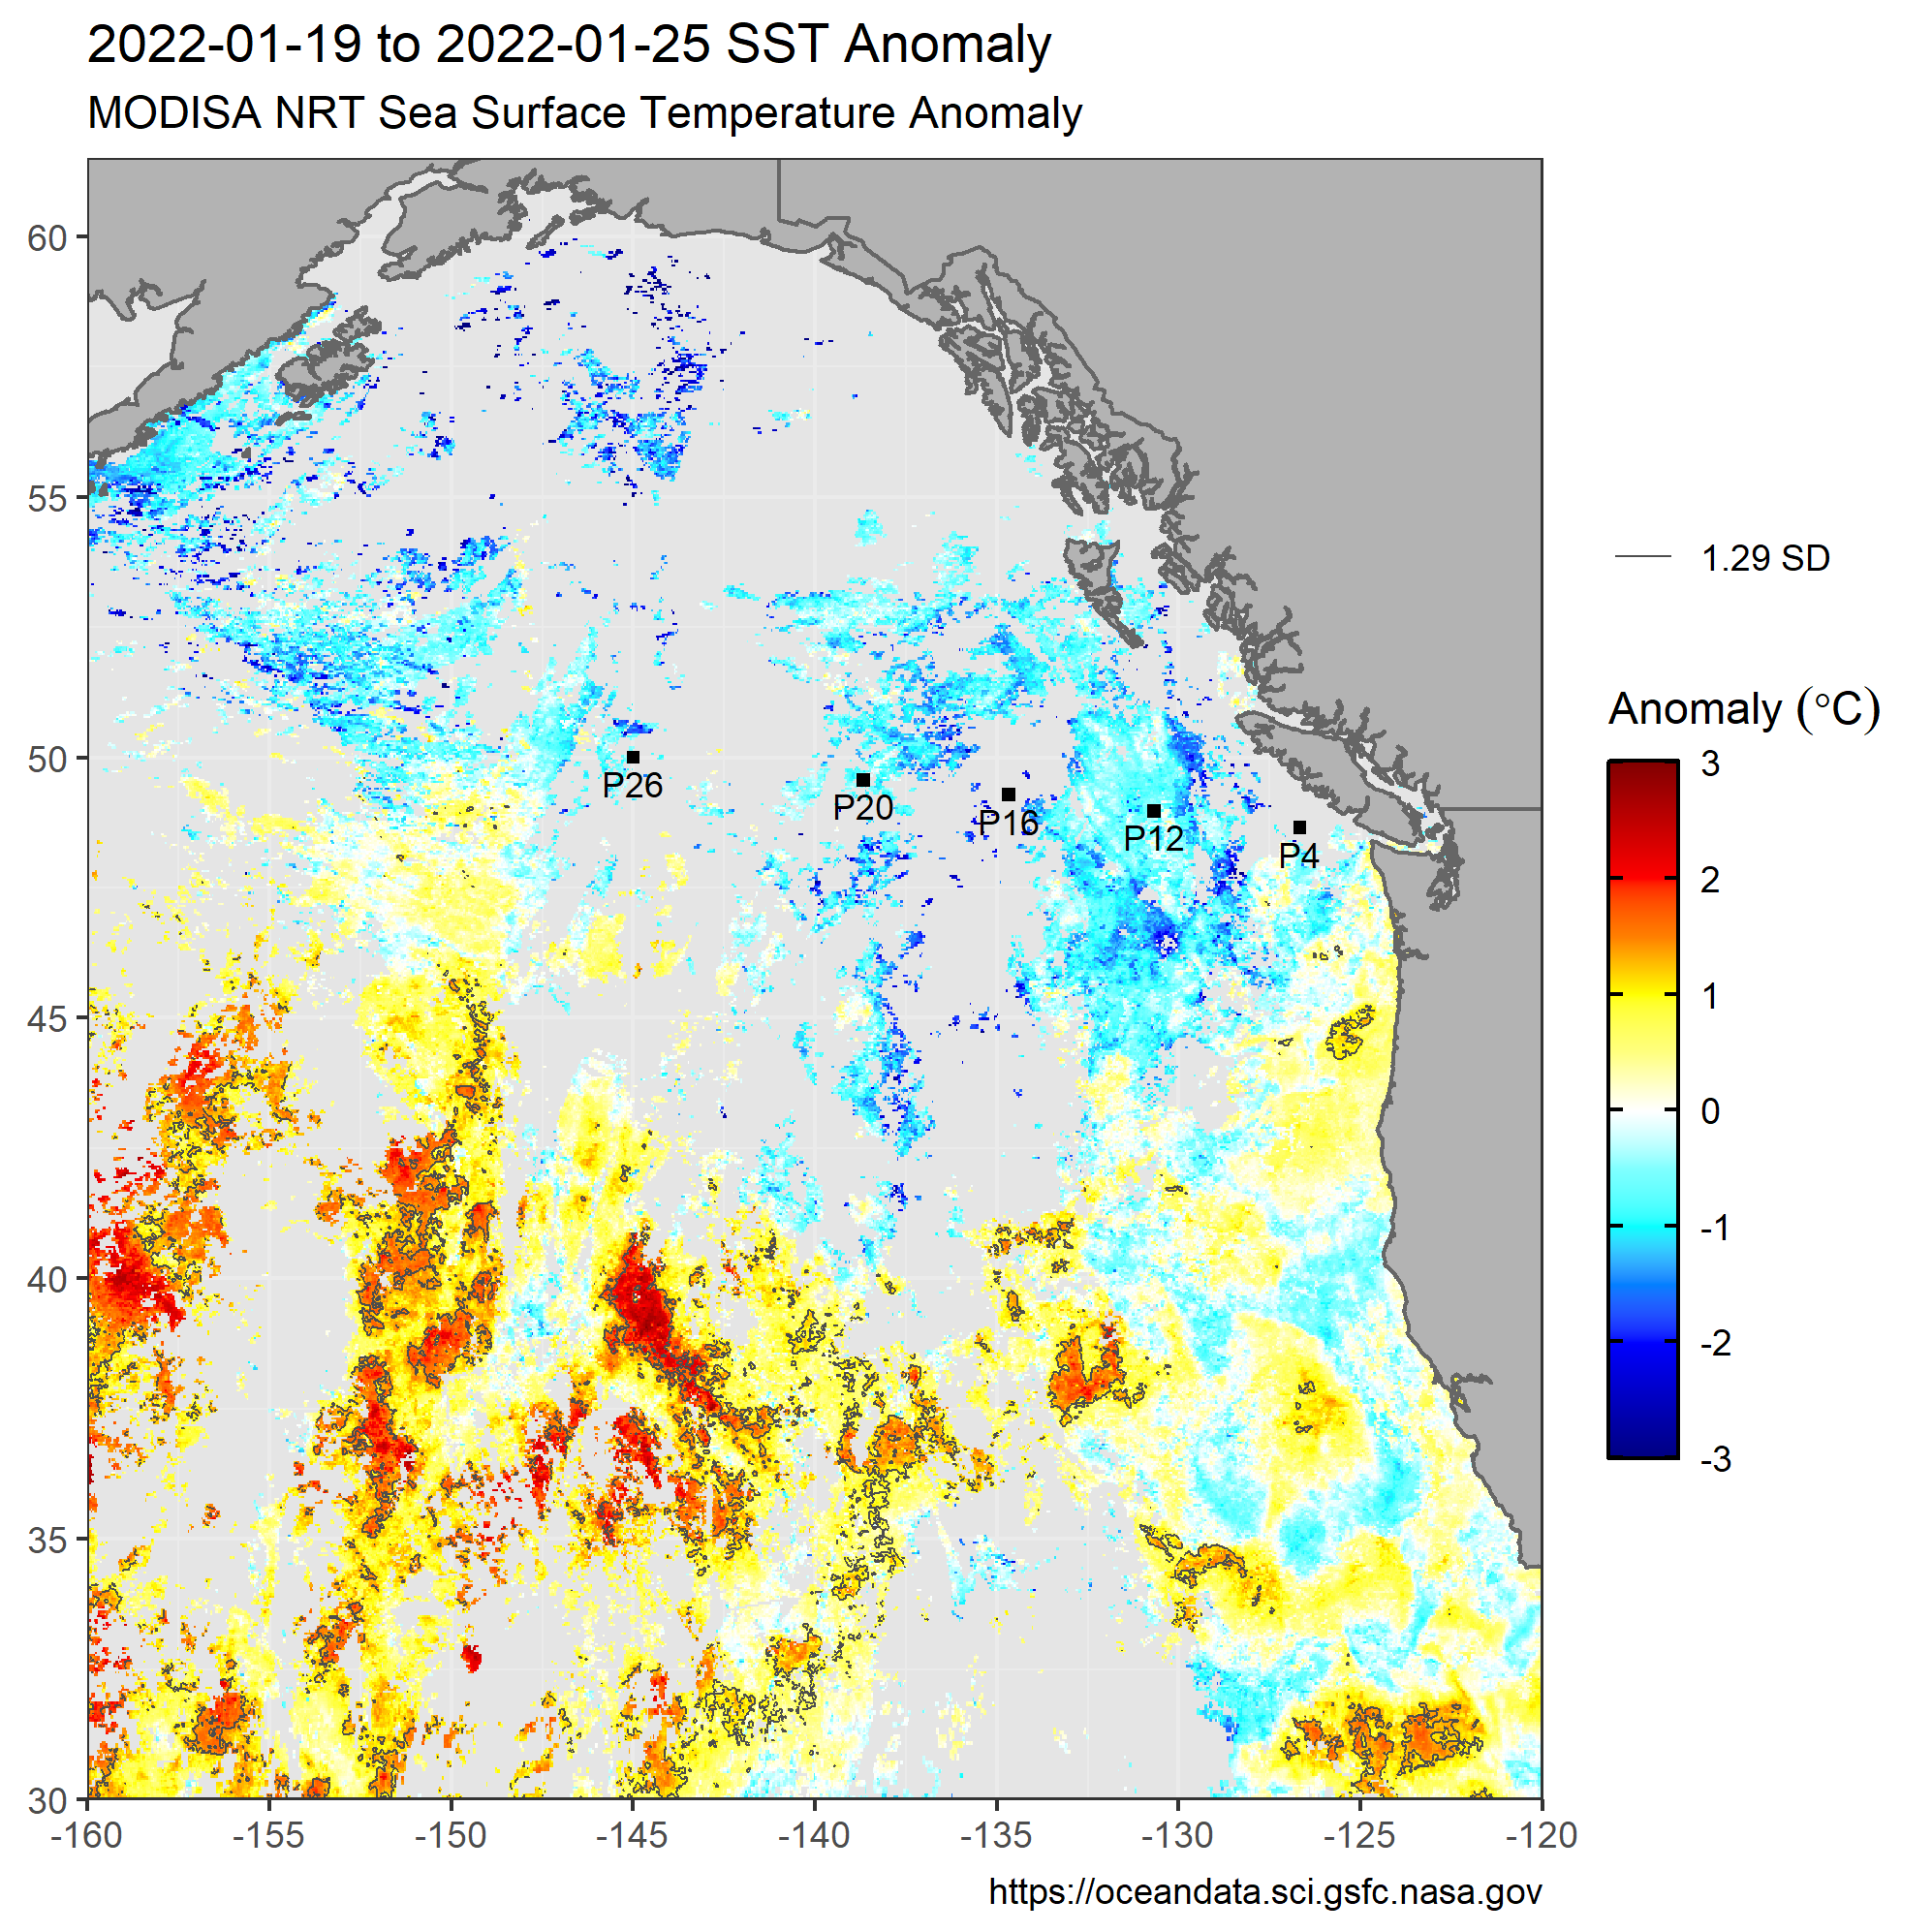 2022-01-19 to 2022-01-25 SST Anomaly
MODISA NRT Sea Surface Temperature Anomaly
60
55
50
45
40
35
30
-160
-155
-150
-145
-140
-135
-130
-125
-120
P26
P20
P16
P12
P4
1.29 SD
Anomaly (°C)
3
2
1
0
-1
-2
-3
https://oceandata.sci.gsfc.nasa.gov